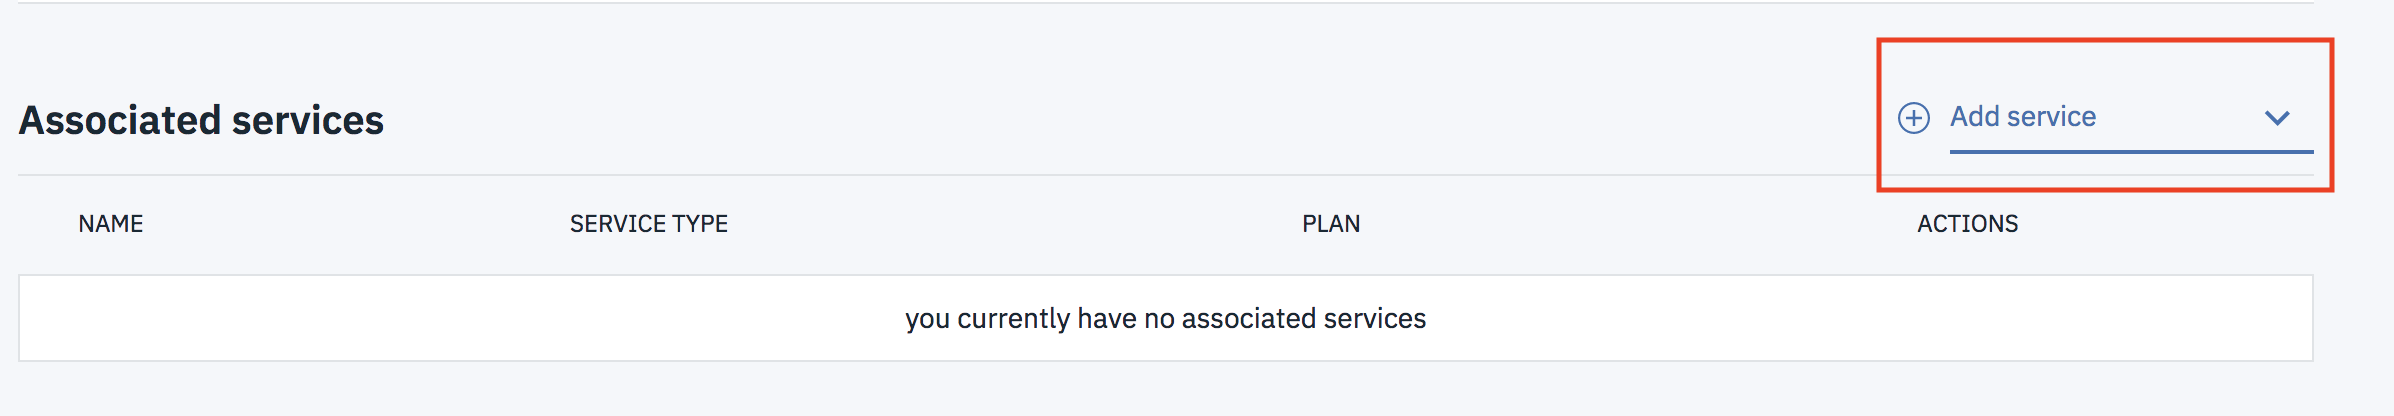 Associated services
Add service
NAME SERVICE TYPE PLAN ACTIONS
you currently have no associated services